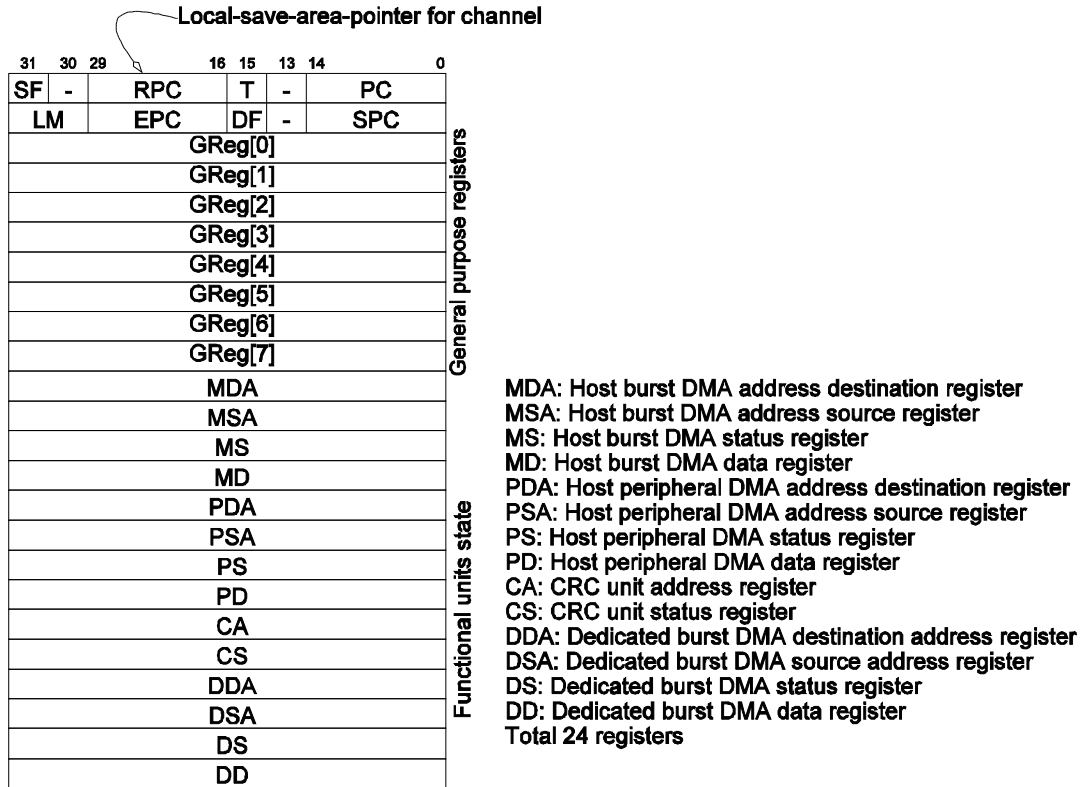 Local-save-area-pointer for channel
31 30 29 16 15 13 14 0
SF - RPC T - PC
LM EPC DF - SPC
GReg[0]
GReg[1]
GReg[2]
GReg[3]
GReg[4]
GReg[5]
GReg[6]
GReg[7]
General purpose registers
MDA
MSA
MS
MD
PDA
PSA
PS
PD
CA
CS
DDA
DSA
DS
DD
Functional units state
MDA: Host burst DMA address destination register
MSA: Host burst DMA address source register
MS: Host burst DMA status register
MD: Host burst DMA data register
PDA: Host peripheral DMA address destination register
PSA: Host peripheral DMA address source register
PS: Host peripheral DMA status register
PD: Host peripheral DMA data register
CA: CRC unit address register
CS: CRC unit status register
DDA: Dedicated burst DMA destination address register
DSA: Dedicated burst DMA source address register
DS: Dedicated burst DMA status register
DD: Dedicated burst DMA data register
Total 24 registers